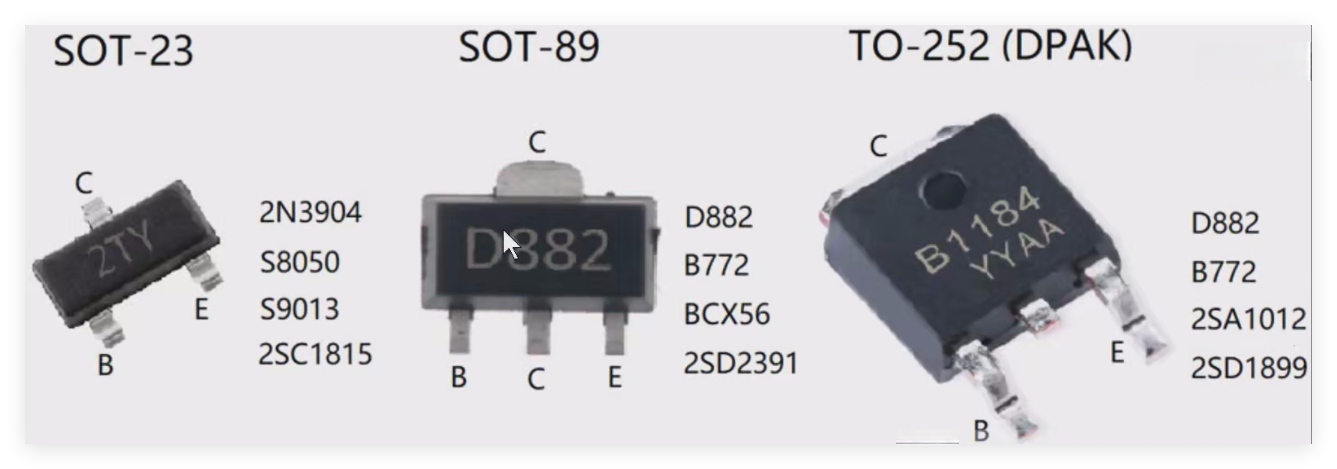 SOT-23
C
2TY
B
E
2N3904
S8050
S9013
2SC1815
SOT-89
C
D882
B
C
E
D882
B772
BCX56
2SD2391
TO-252 (DPAK)
C
B1184
YYAA
E
B
D882
B772
2SA1012
2SD1899